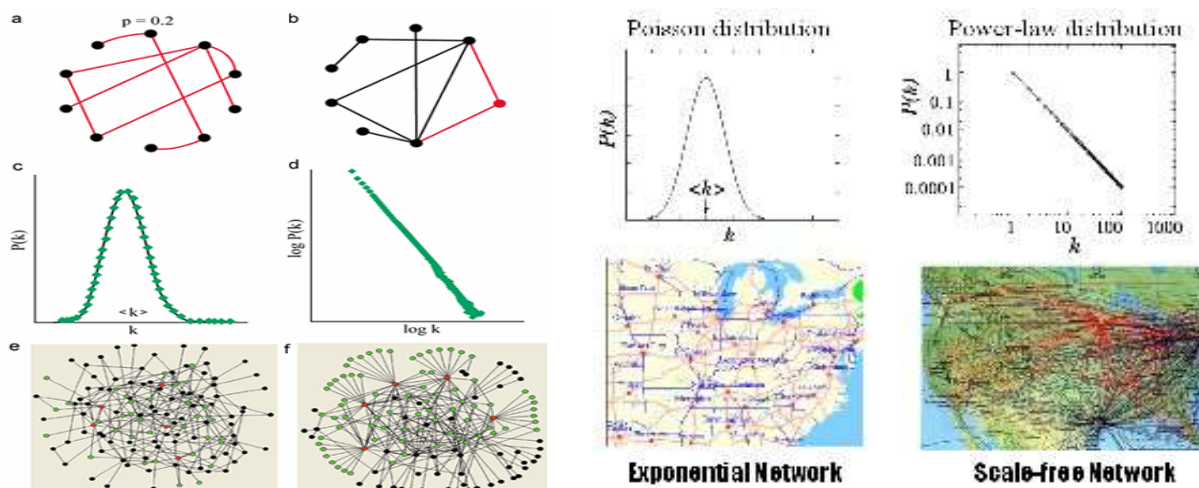 a
p = 0.2
b
c
P(k)
<k>
k
d
log P(k)
log k
e
f
Poisson distribution
P(k)
<k>
k
Power-law distribution
P(k)
1
0.1
0.01
0.001
0.0001
1 10 100 1000
k
Exponential Network
Scale-free Network